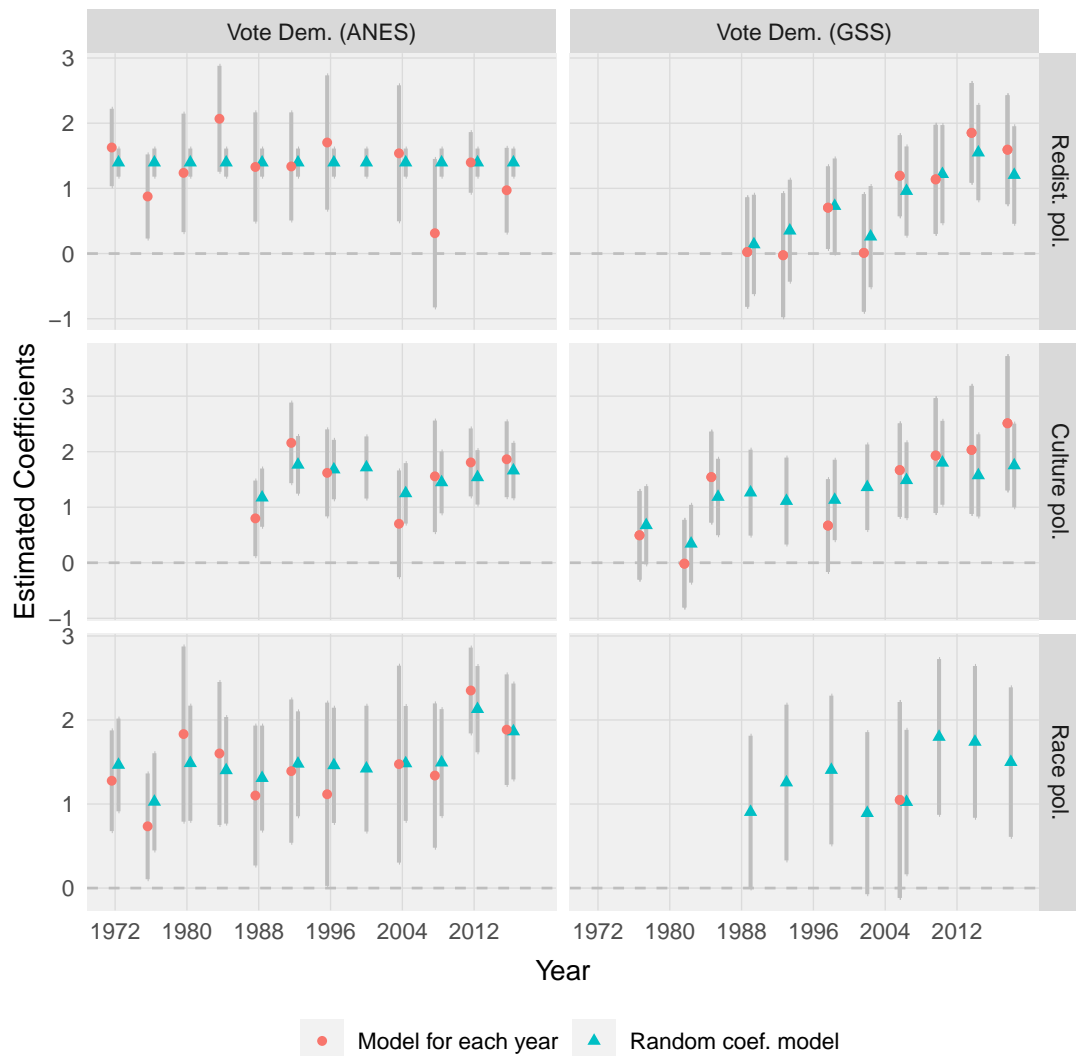 Vote Dem. (ANES) Vote Dem. (GSS)
3
2
1
0
−1
Redist. pol.
3
2
1
0
−1
Culture pol.
3
2
1
0
Race pol.
Estimated Coefficients
1972 1980 1988 1996 2004 2012 1972 1980 1988 1996 2004 2012
Year
Model for each year Random coef. model